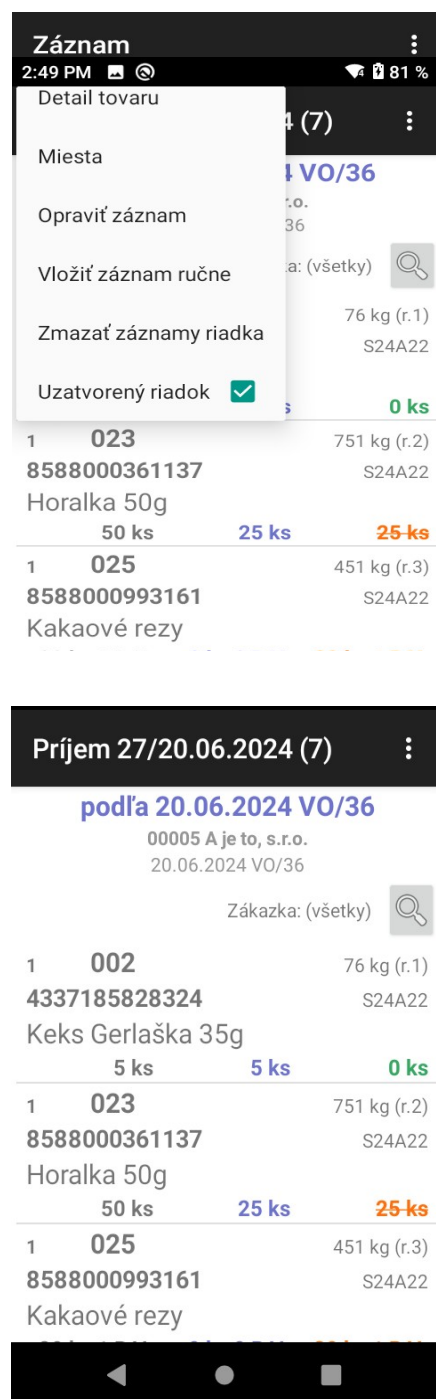 Záznam
2:49 PM 81 %
Detail tovaru
4 (7)
Miesta
4 VO/36
r.o.
Opraviť záznam
36
Vložiť záznam ručne
ka: (všetky)
76 kg (r.1)
Zmazať záznamy riadka
S24A22
Uzatvorený riadok
0 ks
1 023 751 kg (r.2)
8588000361137 S24A22
Horalka 50g
50 ks 25 ks 25 ks
1 025 451 kg (r.3)
8588000993161 S24A22
Kakaové rezy
Príjem 27/20.06.2024 (7)
podľa 20.06.2024 VO/36
00005 A je to, s.r.o.
20.06.2024 VO/36
Zákazka: (všetky)
1 002 76 kg (r.1)
4337185828324 S24A22
Keks Gerlaška 35g
5 ks 5 ks 0 ks
1 023 751 kg (r.2)
8588000361137 S24A22
Horalka 50g
50 ks 25 ks 25 ks
1 025 451 kg (r.3)
8588000993161 S24A22
Kakaové rezy